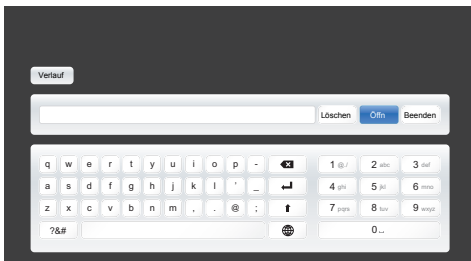 Verlauf
Löschen Öffn Beenden
q w e r t y u i o p - 1 @./ 2 abc 3 def
a s d f g h j k l ' _ 4 ghi 5 jkl 6 mno
z x c v b n m , . @ ; 7 pqrs 8 tuv 9 wxyz
?&# 0